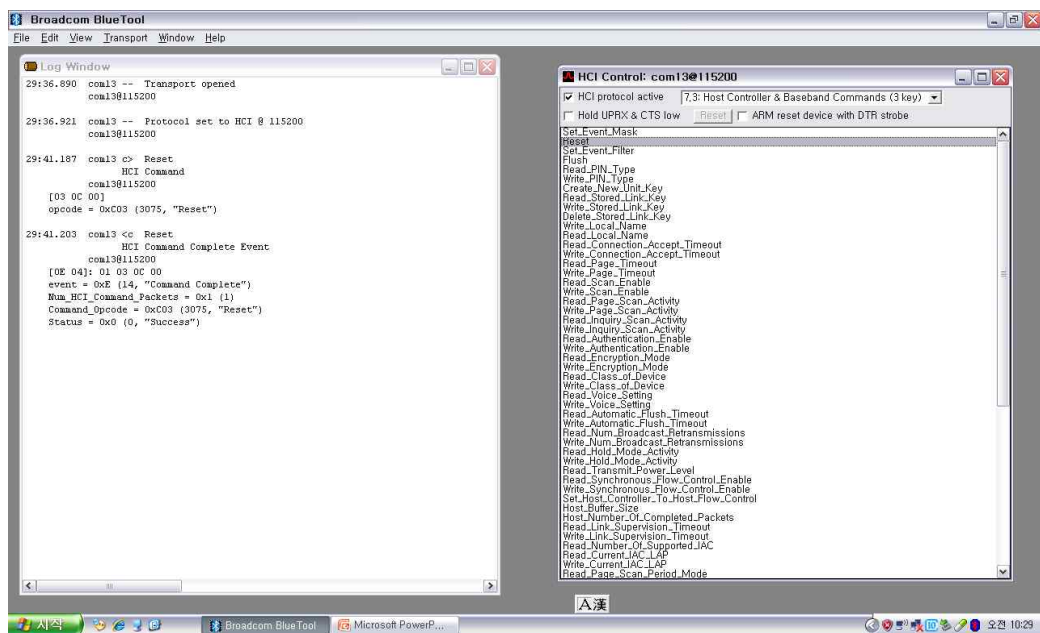 Broadcom BlueTool
File Edit View Transport Window Help
Log Window
29:36.890 com13 -- Transport opened
com13@115200
29:36.921 com13 -- Protocol set to HCI @ 115200
com13@115200
29:41.187 com13 c> Reset
HCI Command
com13@115200
[03 0C 00]
opcode = 0xC03 (3075, "Reset")
29:41.203 com13 <c Reset
HCI Command Complete Event
com13@115200
[0E 04]: 01 03 0C 00
event = 0xE (14, "Command Complete")
Num_HCI_Command_Packets = 0x1 (1)
Command_Opcode = 0xC03 (3075, "Reset")
Status = 0x0 (0, "Success")
HCI Control: com13@115200
HCI protocol active 7,3: Host Controller & Baseband Commands (3 key)
Hold UPRX & CTS low Reset ARM reset device with DTR strobe
Set_Event_Mask
Reset
Set_Event_Filter
Flush
Read_PIN_Type
Write_PIN_Type
Create_New_Unit_Key
Read_Stored_Link_Key
Write_Stored_Link_Key
Delete_Stored_Link_Key
Write_Local_Name
Read_Local_Name
Read_Connection_Accept_Timeout
Write_Connection_Accept_Timeout
Read_Page_Timeout
Write_Page_Timeout
Read_Scan_Enable
Write_Scan_Enable
Read_Page_Scan_Activity
Write_Page_Scan_Activity
Read_Inquiry_Scan_Activity
Write_Inquiry_Scan_Activity
Read_Authentication_Enable
Write_Authentication_Enable
Read_Encryption_Mode
Write_Encryption_Mode
Read_Class_of_Device
Write_Class_of_Device
Read_Voice_Setting
Write_Voice_Setting
Read_Automatic_Flush_Timeout
Write_Automatic_Flush_Timeout
Read_Num_Broadcast_Retransmissions
Write_Num_Broadcast_Retransmissions
Read_Hold_Mode_Activity
Write_Hold_Mode_Activity
Read_Transmit_Power_Level
Read_Synchronous_Flow_Control_Enable
Write_Synchronous_Flow_Control_Enable
Set_Host_Controller_To_Host_Flow_Control
Host_Buffer_Size
Host_Number_Of_Completed_Packets
Read_Link_Supervision_Timeout
Write_Link_Supervision_Timeout
Read_Number_Of_Supported_IAC
Read_Current_IAC_LAP
Write_Current_IAC_LAP
Read_Page_Scan_Period_Mode
A漢
시작 Broadcom BlueTool Microsoft PowerP... 오전 10:29